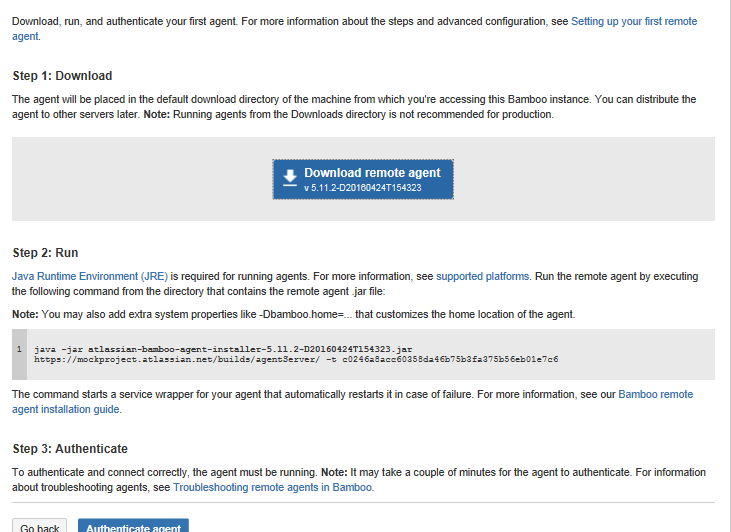 Download, run, and authenticate your first agent. For more information about the steps and advanced configuration, see Setting up your first remote
agent.
Step 1: Download
The agent will be placed in the default download directory of the machine from which you're accessing this Bamboo instance. You can distribute the
agent to other servers later. Note: Running agents from the Downloads directory is not recommended for production.
Download remote agent
v 5.11.2-D20160424T154323
Step 2: Run
Java Runtime Environment (JRE) is required for running agents. For more information, see supported platforms. Run the remote agent by executing
the following command from the directory that contains the remote agent .jar file:
Note: You may also add extra system properties like -Dbamboo.home=... that customizes the home location of the agent.
1 java -jar atlassian-bamboo-agent-installer-5.11.2-D20160424T154323.jar
https://mockproject.atlassian.net/builds/agentServer/ -t c0246a8acc60358da46b75b3fa375b56eb01e7c6
The command starts a service wrapper for your agent that automatically restarts it in case of failure. For more information, see our Bamboo remote
agent installation guide.
Step 3: Authenticate
To authenticate and connect correctly, the agent must be running. Note: It may take a couple of minutes for the agent to authenticate. For information
about troubleshooting agents, see Troubleshooting remote agents in Bamboo.
Go back Authenticate agent